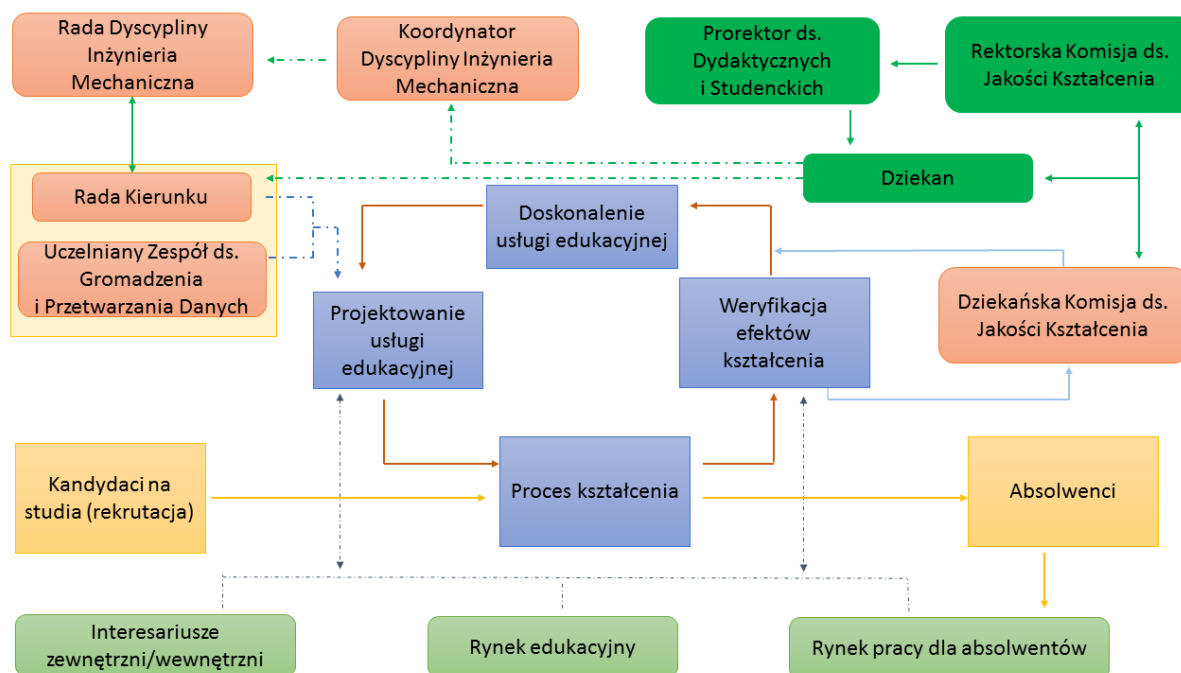 Rada Dyscypliny
Inżynieria
Mechaniczna
Koordynator
Dyscypliny Inżynieria
Mechaniczna
Prorektor ds.
Dydaktycznych
i Studenckich
Rektorska Komisja ds.
Jakości Kształcenia
Dziekan
Rada Kierunku
Uczelniany Zespół ds.
Gromadzenia
i Przetwarzania Danych
Doskonalenie
usługi edukacyjnej
Projektowanie
usługi
edukacyjnej
Weryfikacja
efektów
kształcenia
Dziekańska Komisja ds.
Jakości Kształcenia
Kandydaci na
studia (rekrutacja)
Proces kształcenia
Absolwenci
Interesariusze
zewnętrzni/wewnętrzni
Rynek edukacyjny
Rynek pracy dla absolwentów